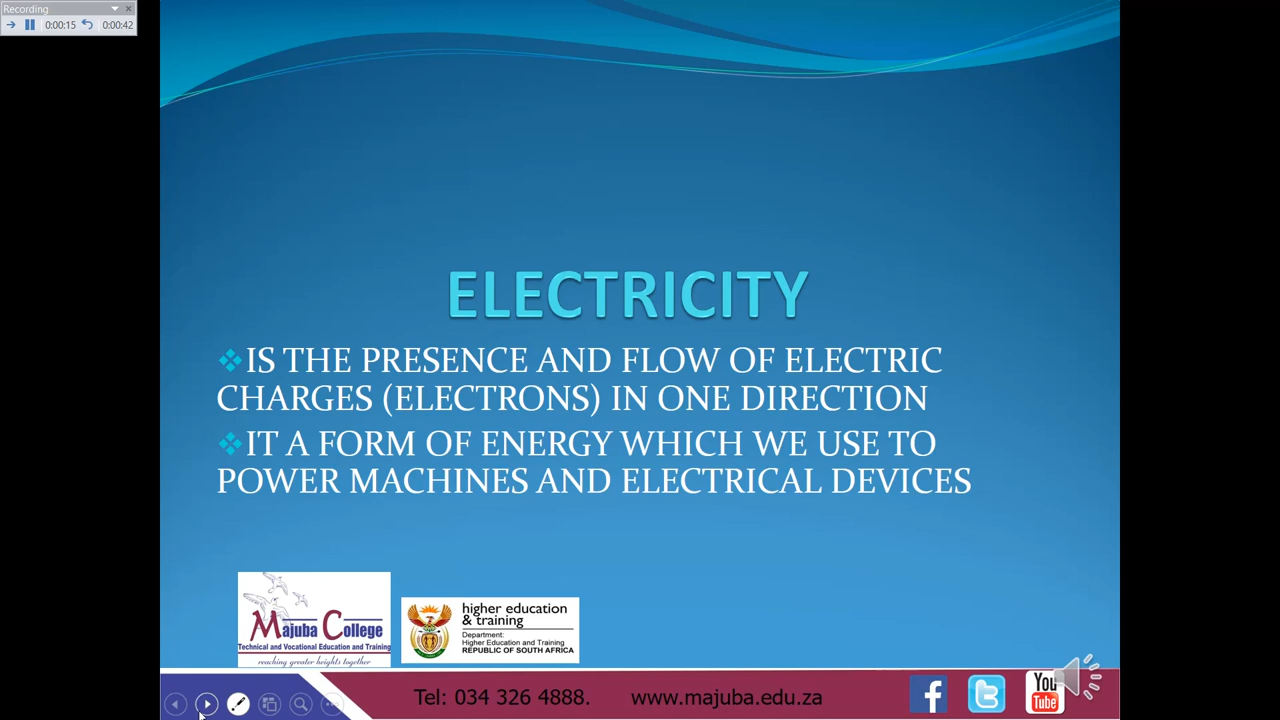 Recording
0:00:15 0:00:42
ELECTRICITY
IS THE PRESENCE AND FLOW OF ELECTRIC
CHARGES (ELECTRONS) IN ONE DIRECTION
IT A FORM OF ENERGY WHICH WE USE TO
POWER MACHINES AND ELECTRICAL DEVICES
Majuba College
Technical and Vocational Education and Training
reaching greater heights together
higher education
& training
Department:
Higher Education and Training
REPUBLIC OF SOUTH AFRICA
Tel: 034 326 4888. www.majuba.edu.za
You
Tube